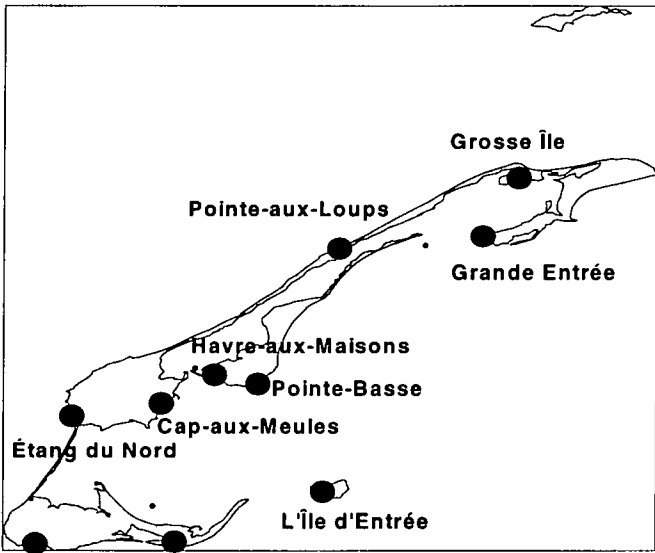 Grosse Île
Pointe-aux-Loups
Grande Entrée
Havre-aux-Maisons
Pointe-Basse
Cap-aux-Meules
Étang du Nord
L'Île d'Entrée